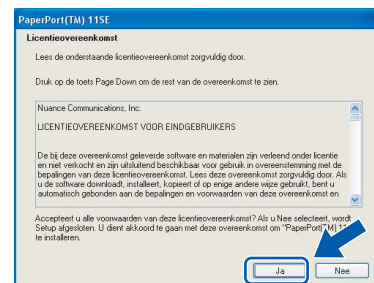 PaperPort(TM) 11SE
Licentieovereenkomst
Lees de onderstaande licentieovereenkomst zorgvuldig door.
Druk op de toets Page Down om de rest van de overeenkomst te zien.
Nuance Communications, Inc.
LICENTIEOVEREENKOMST VOOR EINDGEBRUIKERS
De bij deze overeenkomst geleverde software en materialen zijn verleend onder licentie
en niet verkocht en zijn uitsluitend beschikbaar voor gebruik in overeenstemming met de
bepalingen van deze licentieovereenkomst. Lees deze overeenkomst zorgvuldig door. Als
u de software downloadt, installeert, kopieert of op enige andere wijze gebruikt, bent u
automatisch gebonden aan de bepalingen en voorwaarden van deze overeenkomst en
Accepteert u alle voorwaarden van deze licentieovereenkomst? Als u Nee selecteert, wordt
Setup afgesloten. U dient akkoord te gaan met deze overeenkomst om "PaperPort(TM) 11
te installeren.
Ja
Nee